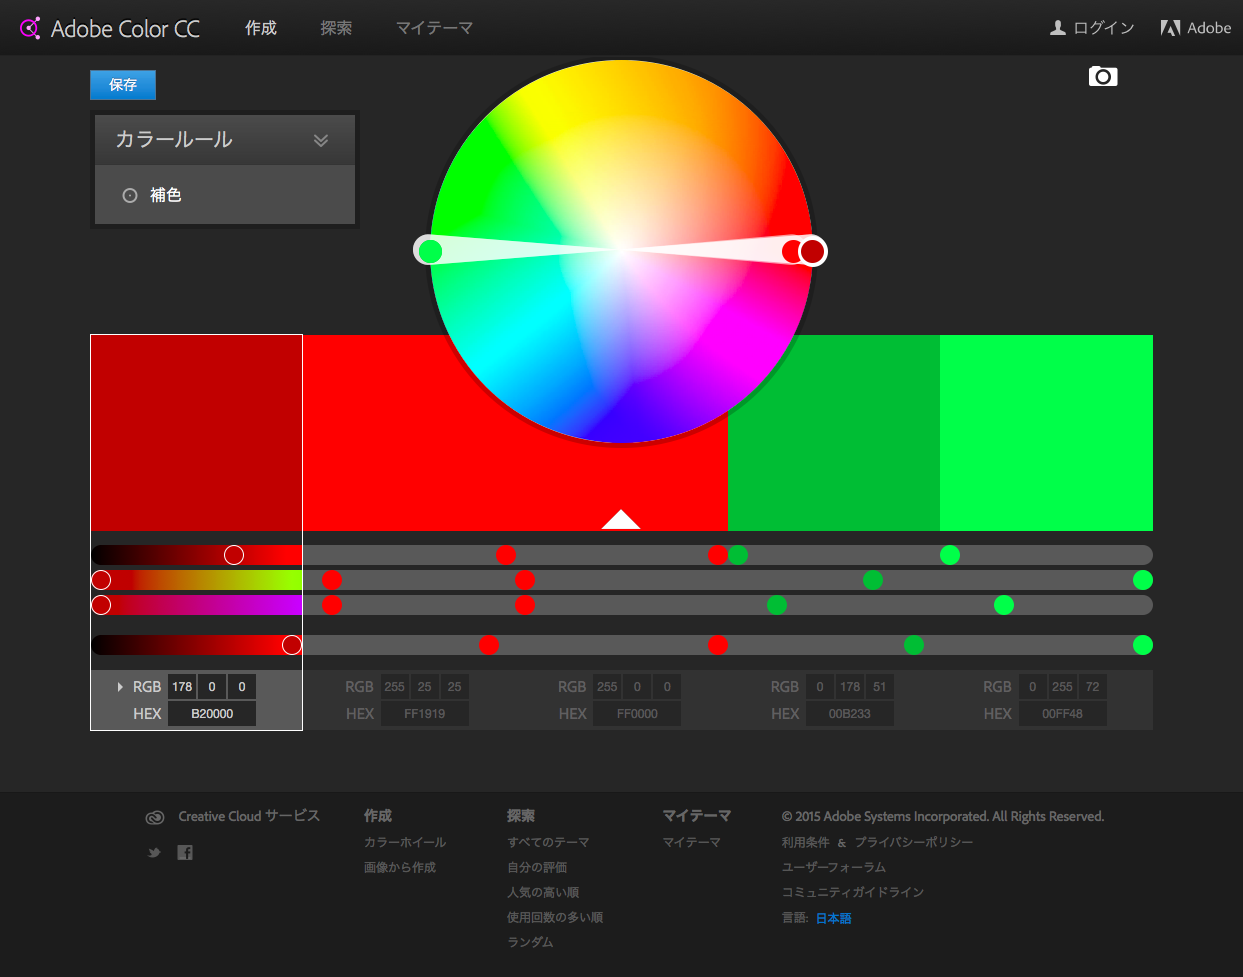 Adobe Color CC 作成 探索 マイテーマ ログイン Adobe
保存
カラールール
補色
RGB 178 0 0 RGB 255 25 25 RGB 255 0 0 RGB 0 178 51 RGB 0 255 72
HEX B20000 HEX FF1919 HEX FF0000 HEX 00B233 HEX 00FF48
Creative Cloud サービス 作成 探索 マイテーマ © 2015 Adobe Systems Incorporated. All Rights Reserved.
カラーホイール すべてのテーマ マイテーマ 利用条件 & プライバシーポリシー
画像から作成 自分の評価 ユーザーフォーラム
人気の高い順 コミュニティガイドライン
使用回数の多い順 言語: 日本語
ランダム